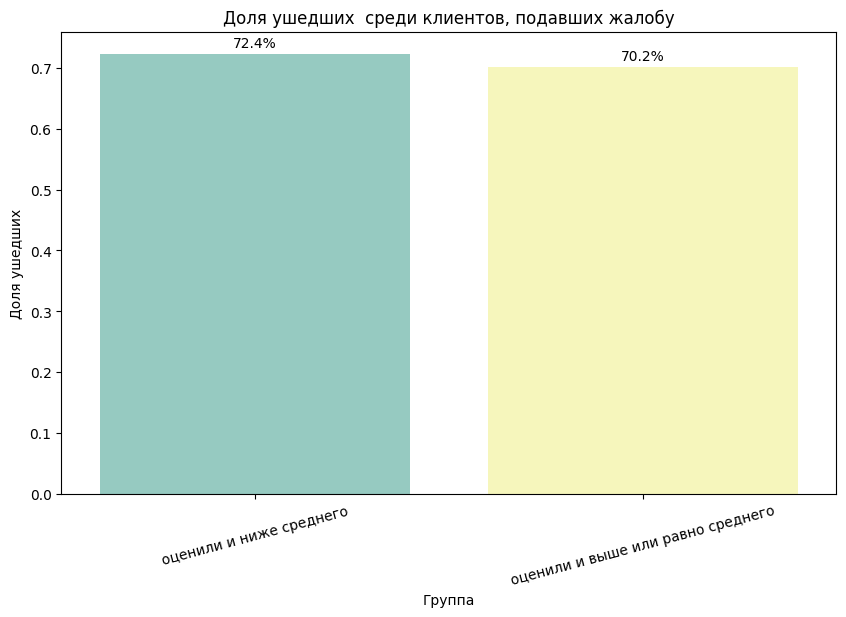 Доля ушедших  среди клиентов, подавших жалобу
72.4%
70.2%
Доля ушедших
0.7
0.6
0.5
0.4
0.3
0.2
0.1
0.0
оценили и ниже среднего
оценили и выше или равно среднего
Группа